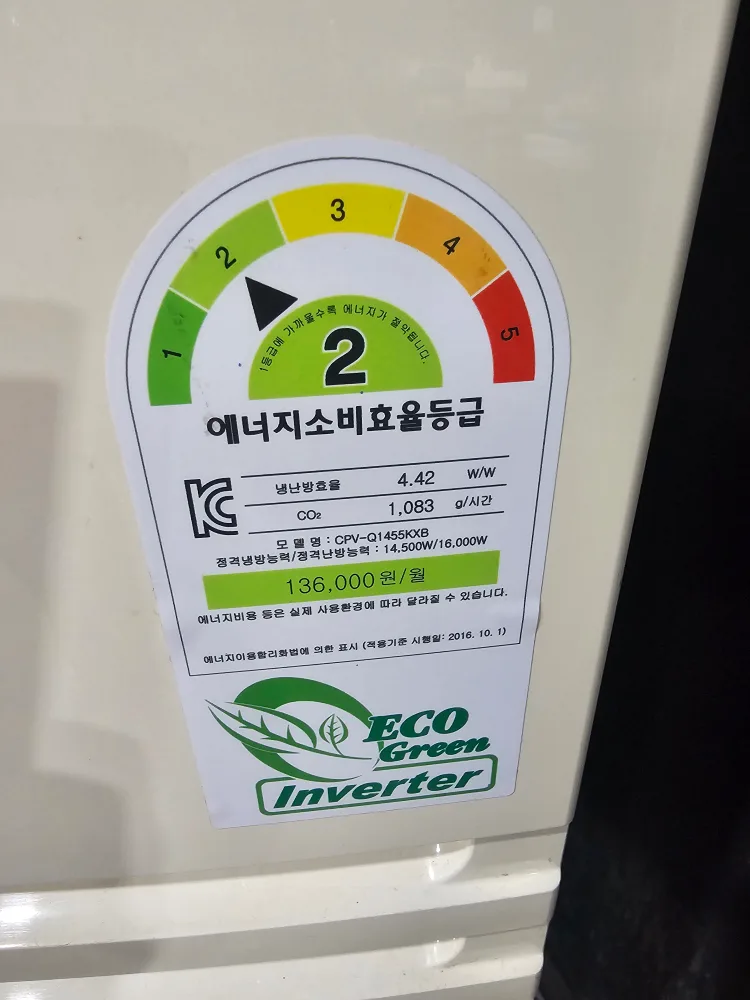 1
2
3
4
5
1등급에 가까울수록 에너지가 절약됩니다.
2
에너지소비효율등급
냉난방효율 4.42 W/W
CO₂ 1,083 g/시간
모 델 명 : CPV-Q1455KXB
정격냉방능력/정격난방능력 : 14,500W/16,000W
136,000원/월
에너지비용 등은 실제 사용환경에 따라 달라질 수 있습니다.
에너지이용합리화법에 의한 표시 (적용기준 시행일: 2016. 10. 1)
ECO
Green
Inverter